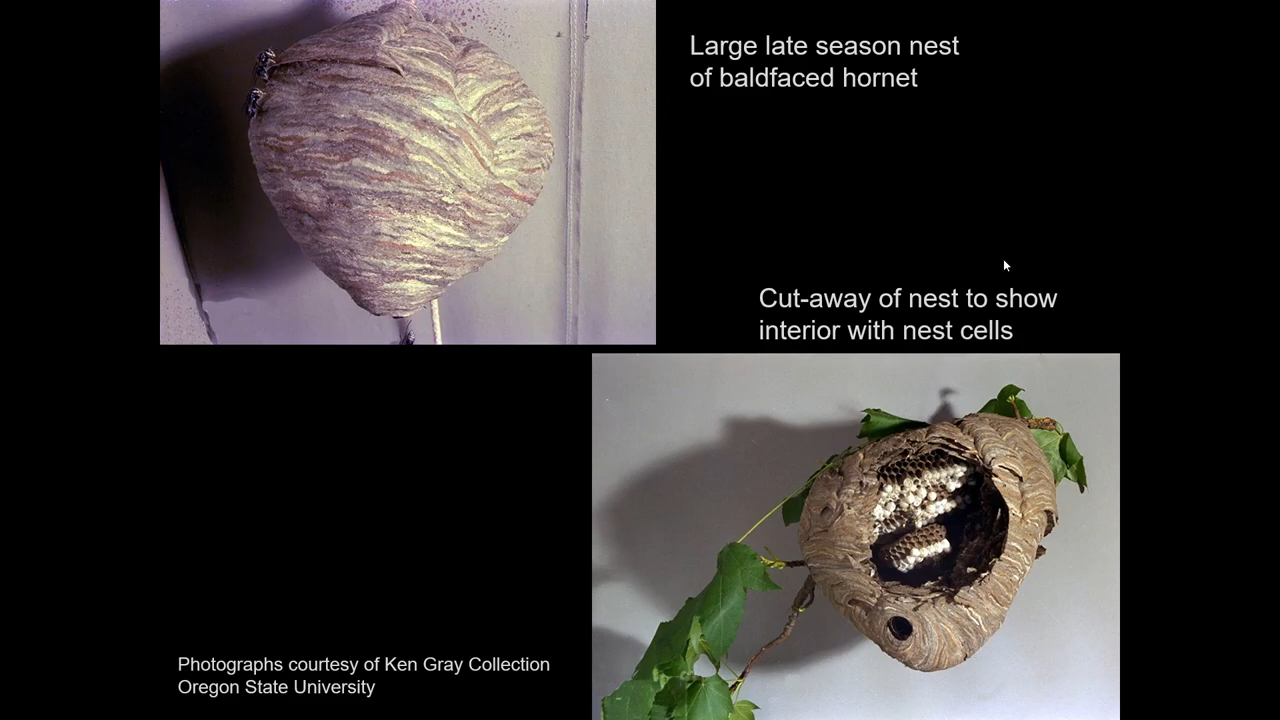 Large late season nest
of baldfaced hornet
Cut-away of nest to show
interior with nest cells
Photographs courtesy of Ken Gray Collection
Oregon State University